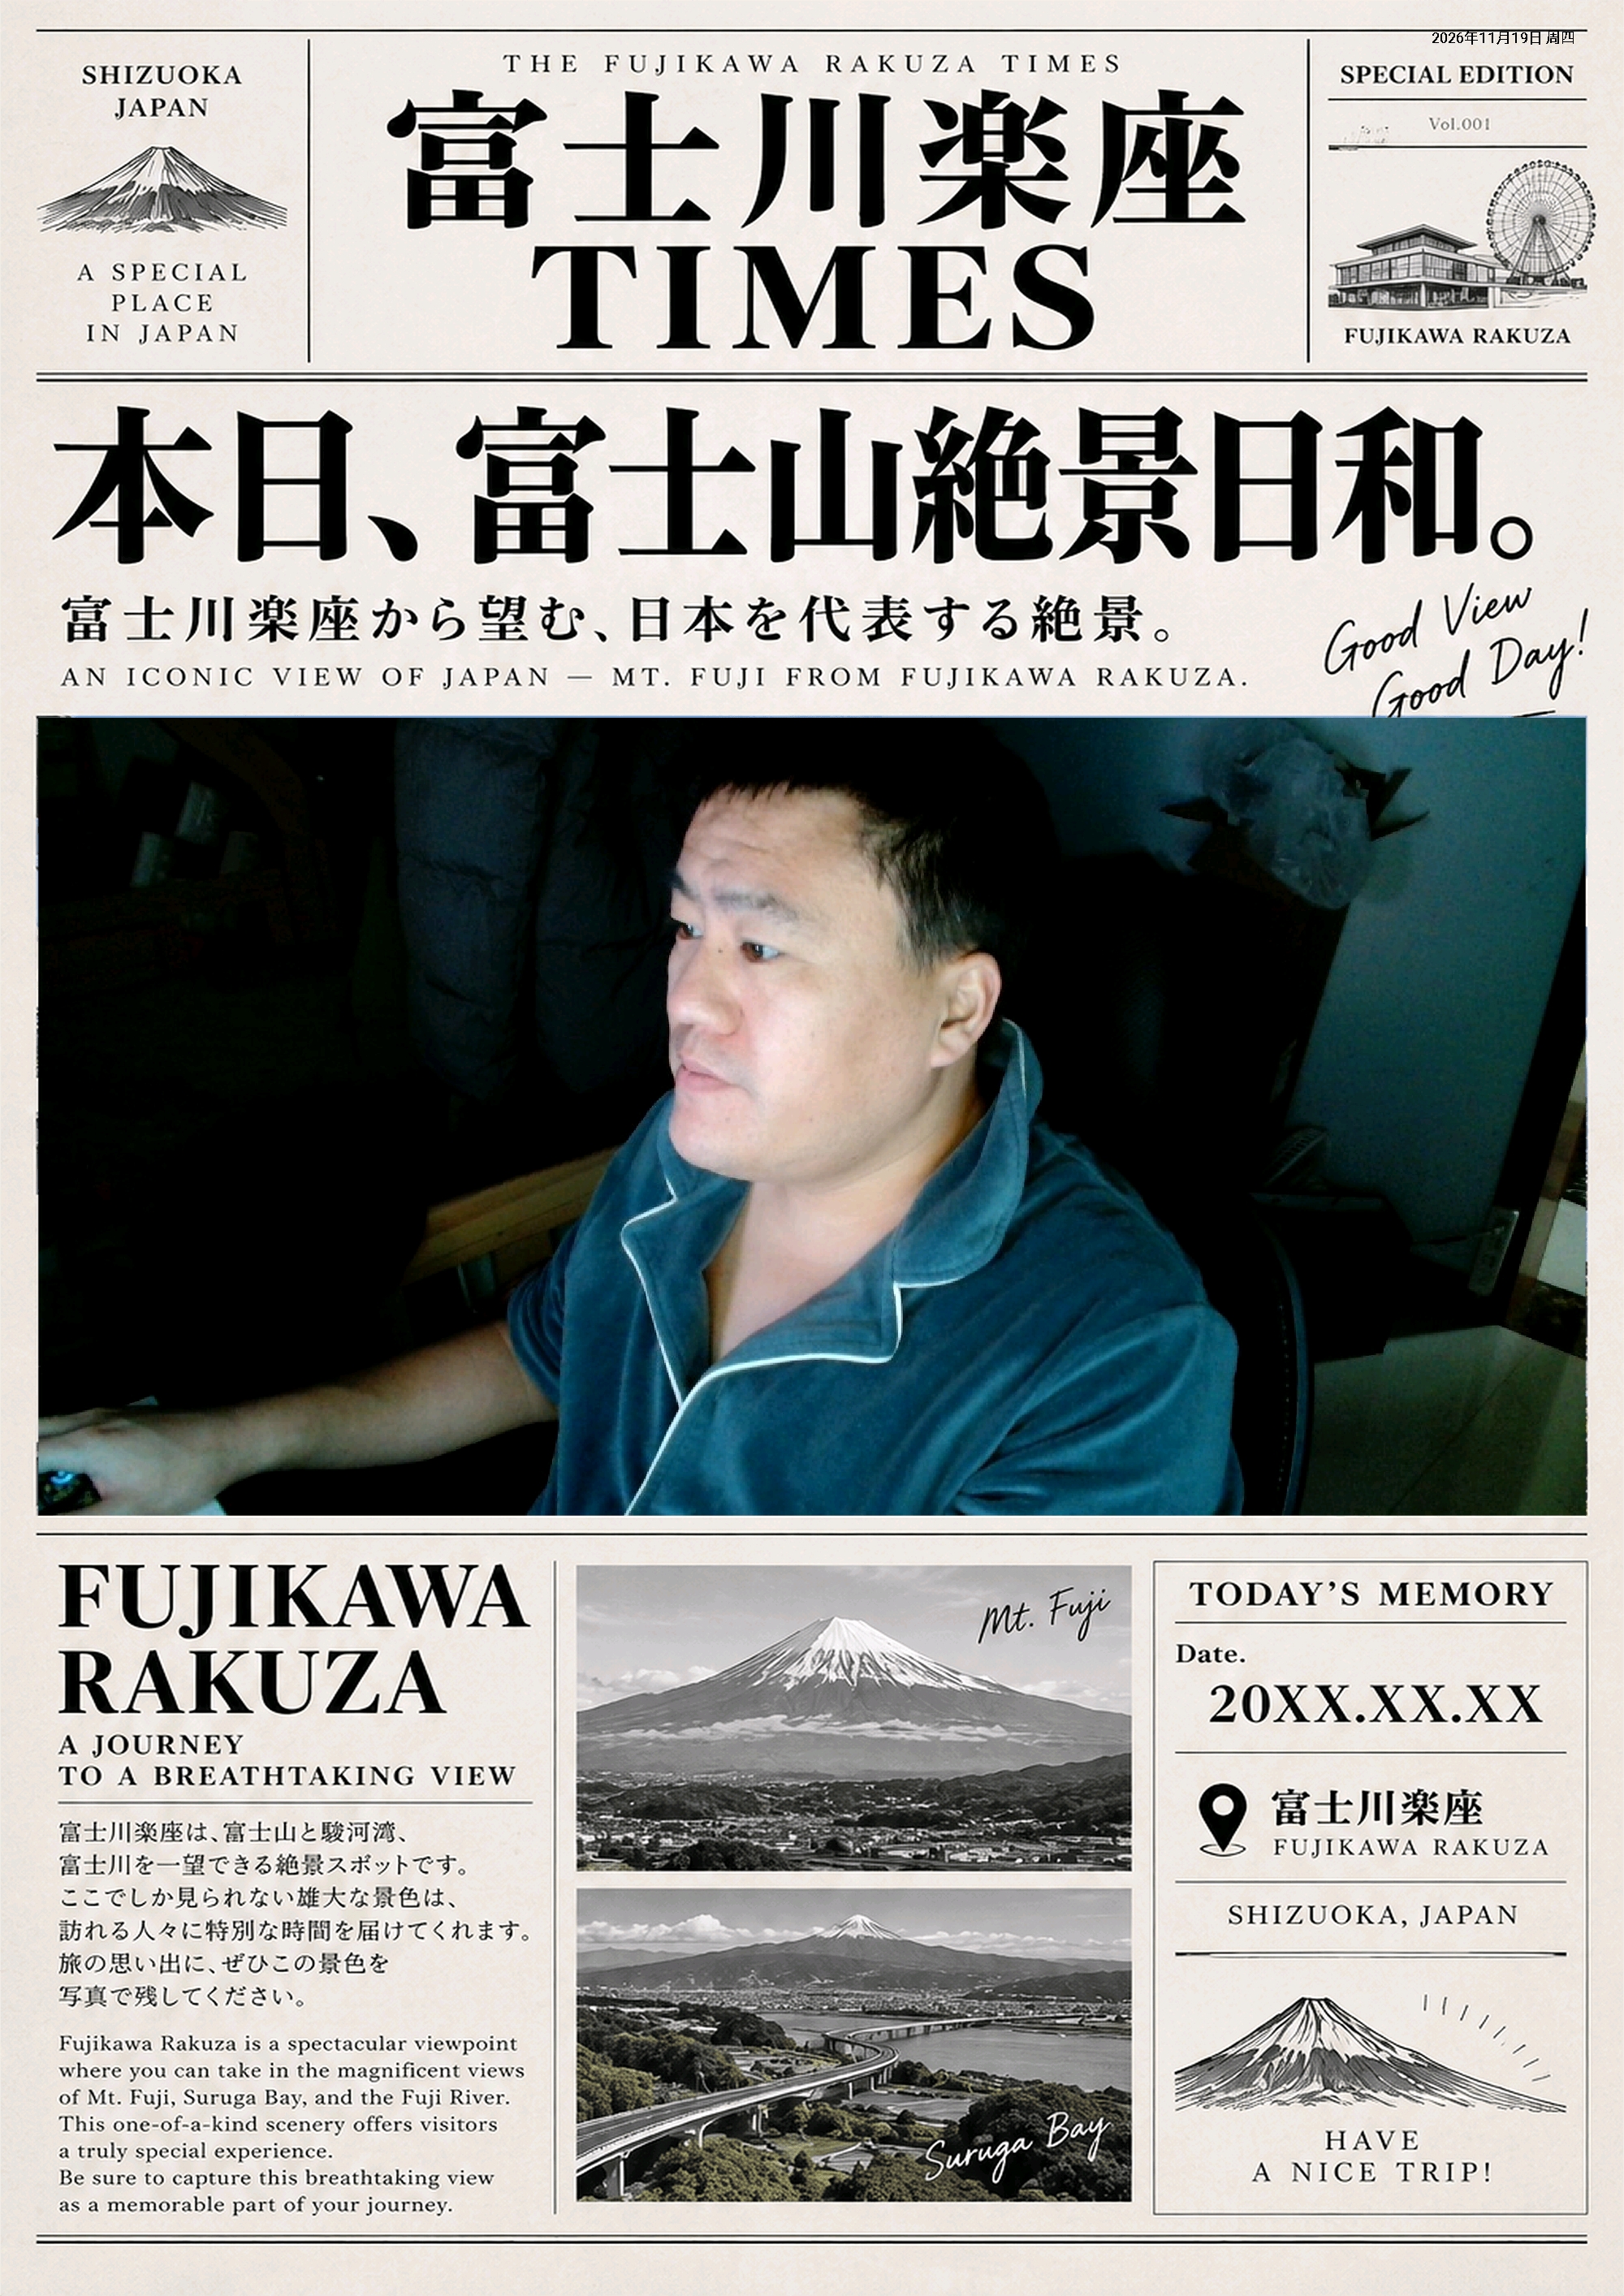 2026年11月19日 周四
SHIZUOKA
JAPAN
A SPECIAL
PLACE
IN JAPAN
THE FUJIKAWA RAKUZA TIMES
富士川楽座
TIMES
SPECIAL EDITION
Vol.001
FUJIKAWA RAKUZA
本日、富士山絶景日和。
富士川楽座から望む、日本を代表する絶景。
AN ICONIC VIEW OF JAPAN — MT. FUJI FROM FUJIKAWA RAKUZA.
Good View
Good Day!
FUJIKAWA
RAKUZA
A JOURNEY
TO A BREATHTAKING VIEW
富士川楽座は、富士山と駿河湾、
富士川を一望できる絶景スポットです。
ここでしか見られない雄大な景色は、
訪れる人々に特別な時間を届けてくれます。
旅の思い出に、ぜひこの景色を
写真で残してください。
Fujikawa Rakuza is a spectacular viewpoint
where you can take in the magnificent views
of Mt. Fuji, Suruga Bay, and the Fuji River.
This one-of-a-kind scenery offers visitors
a truly special experience.
Be sure to capture this breathtaking view
as a memorable part of your journey.
Mt. Fuji
Suruga Bay
TODAY'S MEMORY
Date.
20XX.XX.XX
富士川楽座
FUJIKAWA RAKUZA
SHIZUOKA, JAPAN
HAVE
A NICE TRIP!